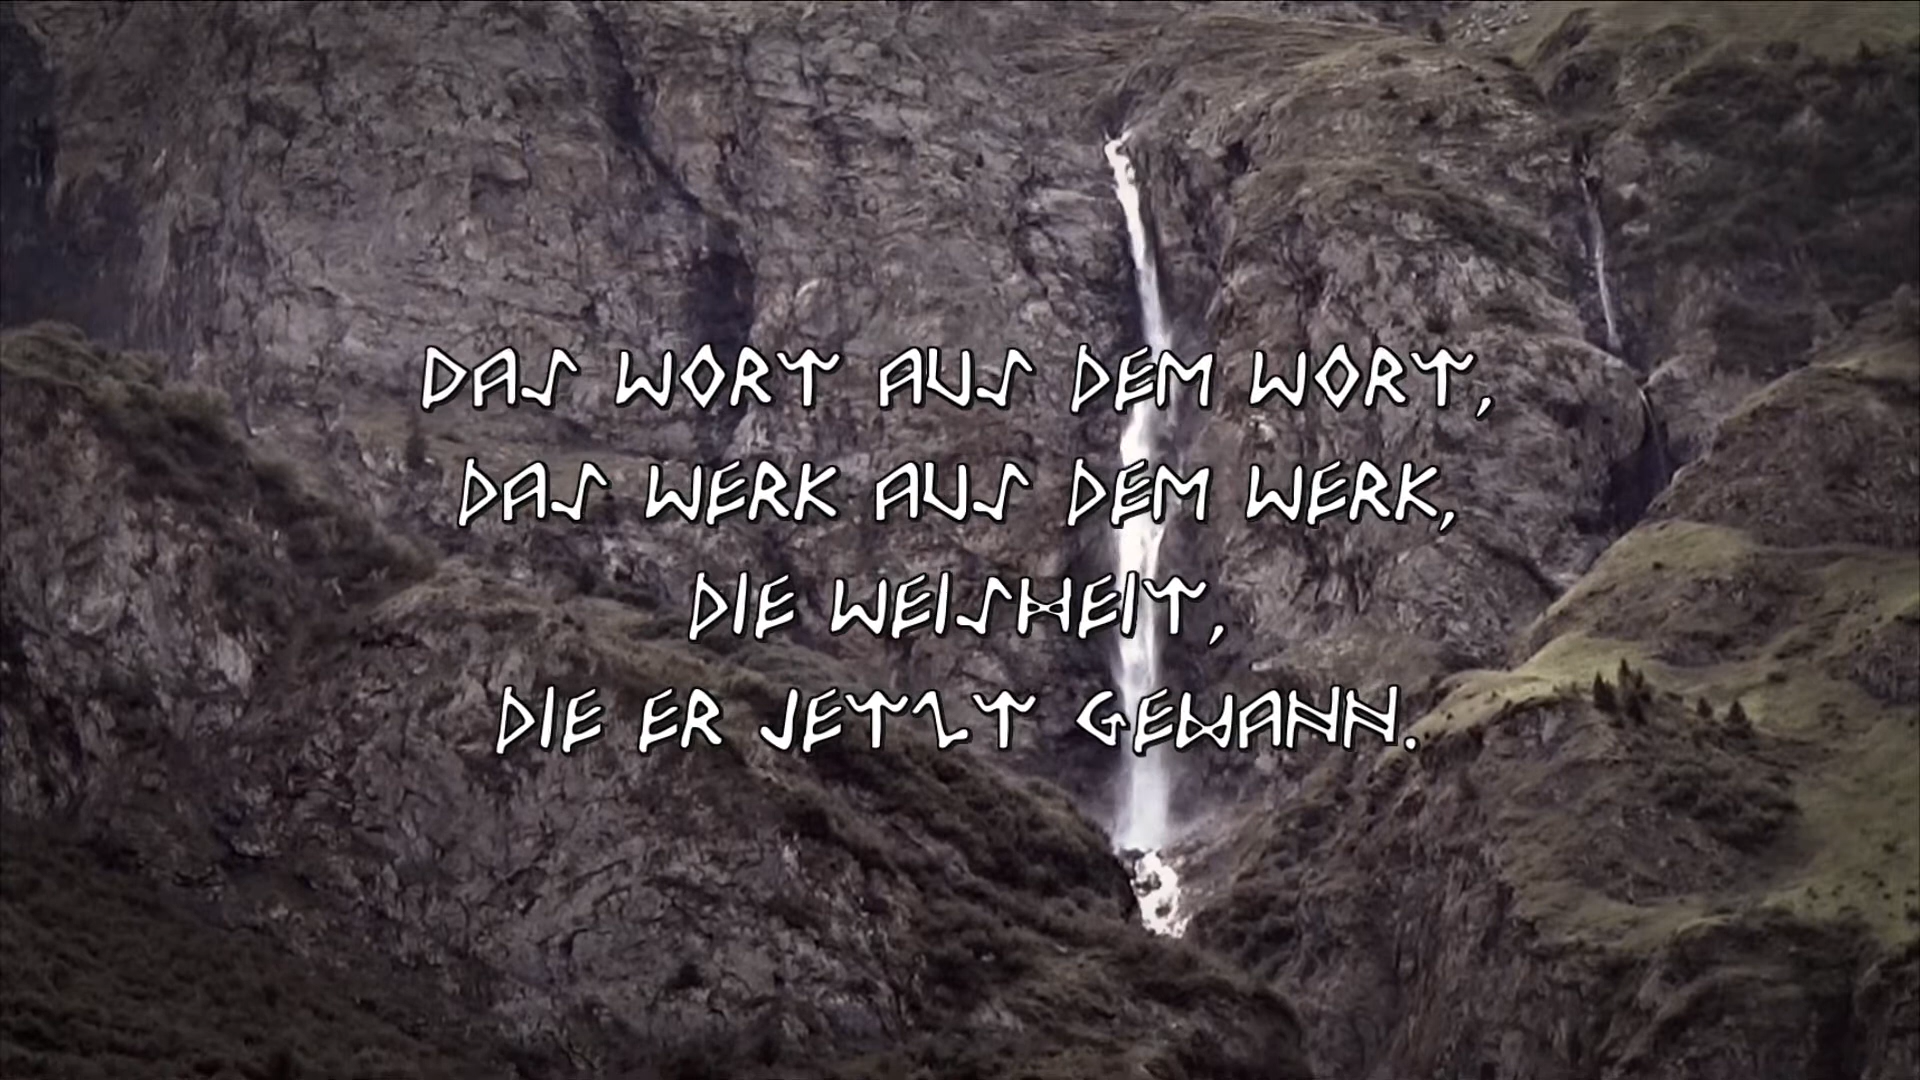 DAS WORT AUS DEM WORT,
DAS WERK AUS DEM WERK,
DIE WEISHEIT,
DIE ER JETZT GEWANN.